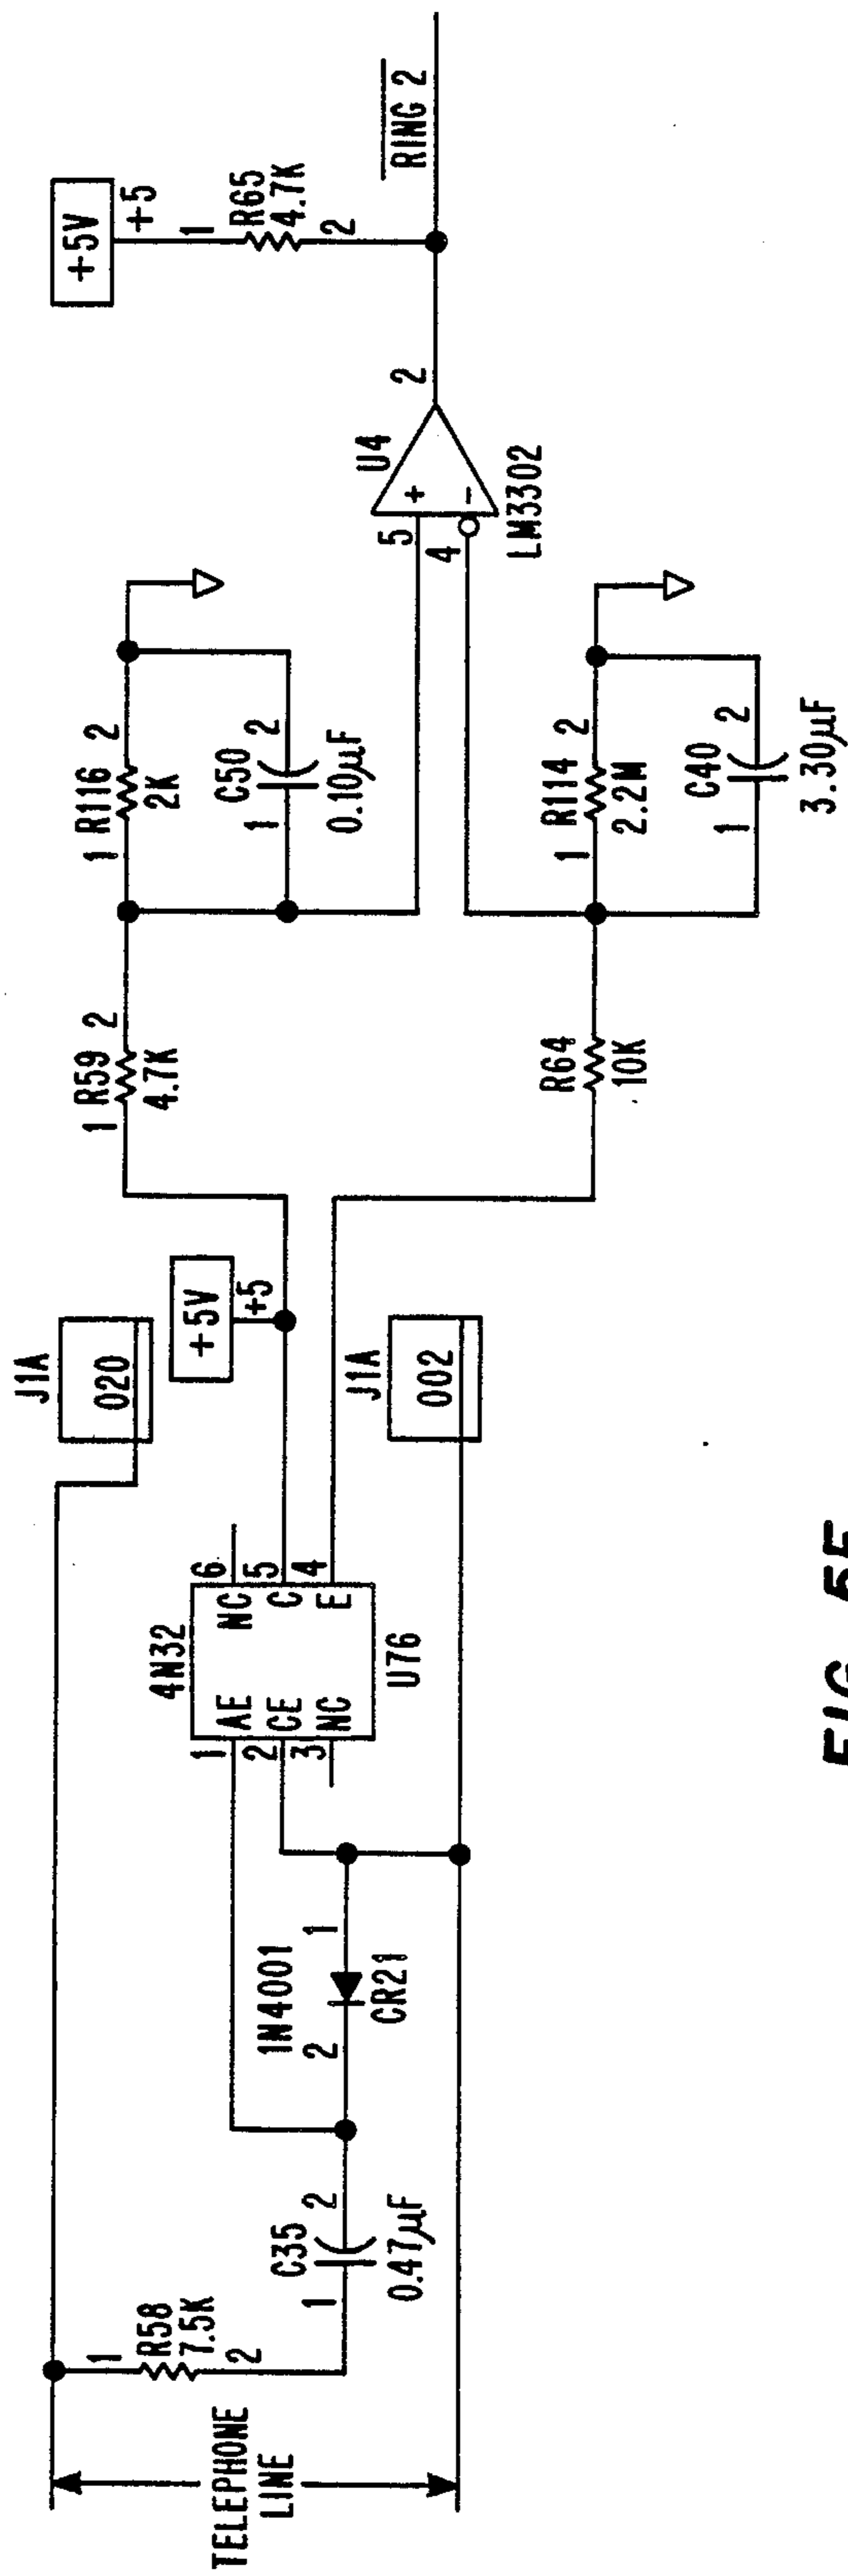 TELEPHONE
LINE
1
R58
7.5K
2
1
C35
2
0.47µF
1N4001
2
1
CR21
4N32
1
AE
2
CE
3
NC
6
NC
5
C
4
E
U76
J1A
020
+5V
+5
J1A
002
1
R59
2
4.7K
1
R116
2
2K
1
C50
2
0.10µF
R64
10K
1
R114
2
2.2M
1
C40
2
3.30µF
U4
5
+
4
−
2
LM3302
+5V
+5
1
R65
4.7K
2
RING 2